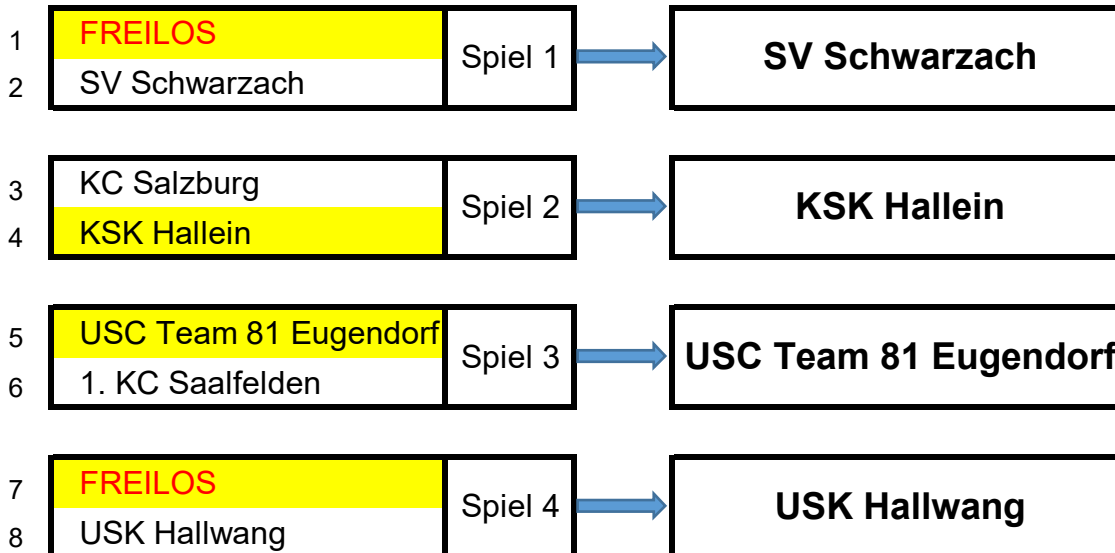 1 FREILOS
Spiel 1
SV Schwarzach
2 SV Schwarzach
3 KC Salzburg
Spiel 2
KSK Hallein
4 KSK Hallein
5 USC Team 81 Eugendorf
Spiel 3
USC Team 81 Eugendorf
6 1. KC Saalfelden
7 FREILOS
Spiel 4
USK Hallwang
8 USK Hallwang